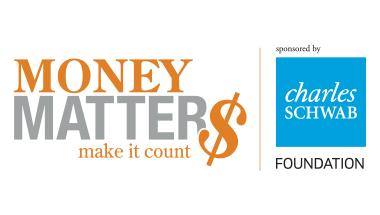 MONEY
MATTER$
make it count
sponsored by
charles
SCHWAB
FOUNDATION